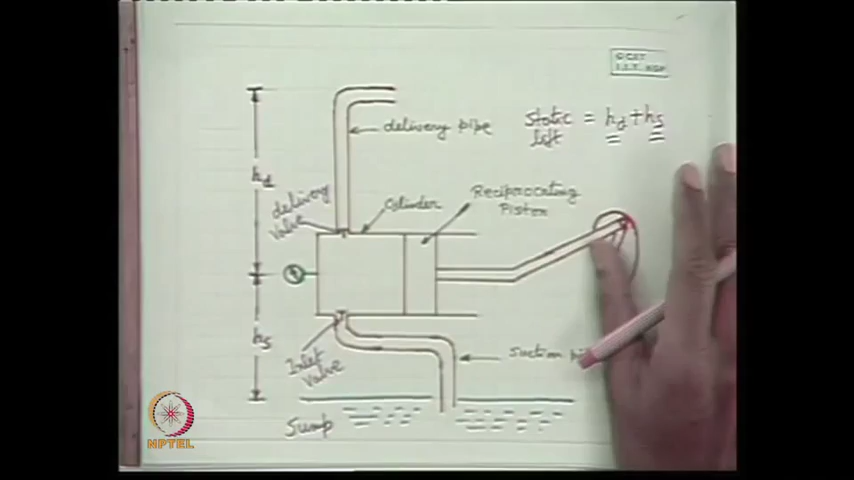 ©CET
I.I.T. KGP
delivery pipe
Static = hd + hs
lift
hd
delivery
valve
Cylinder
Reciprocating
Piston
hs
Inlet
valve
suction
Sump
NPTEL